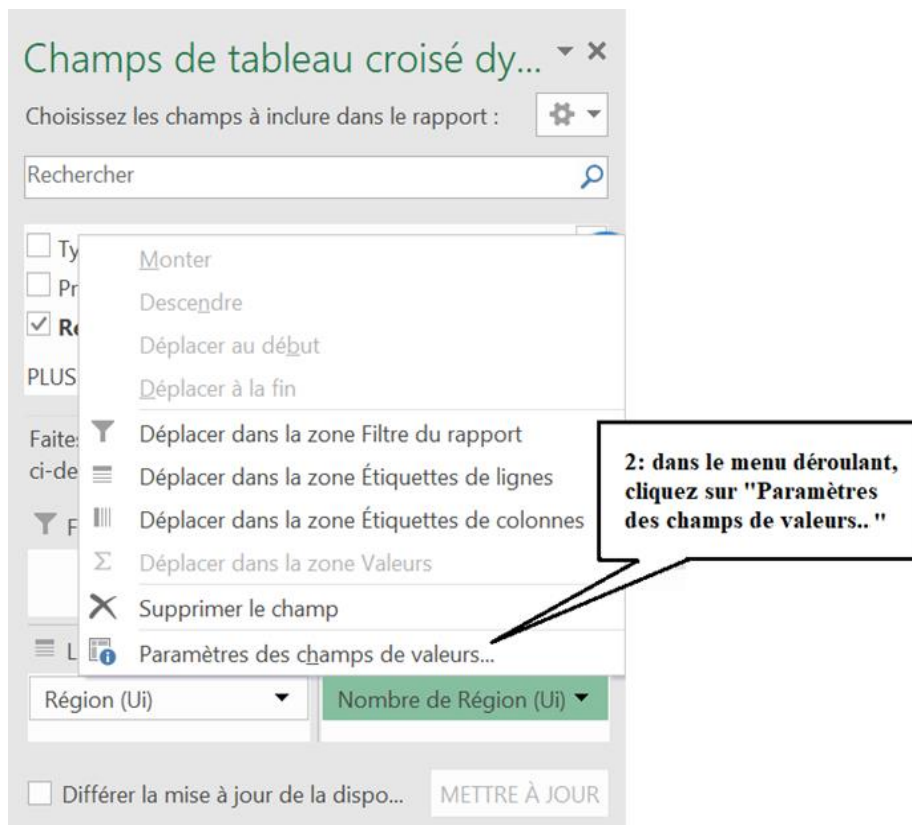 Champs de tableau croisé dy...
Choisissez les champs à inclure dans le rapport :
Rechercher
Ty
Pr
Ré
PLUS
Monter
Descendre
Déplacer au début
Déplacer à la fin
Faites
ci-de
Déplacer dans la zone Filtre du rapport
Déplacer dans la zone Étiquettes de lignes
Déplacer dans la zone Étiquettes de colonnes
F
Déplacer dans la zone Valeurs
Supprimer le champ
L
Paramètres des champs de valeurs...
2: dans le menu déroulant,
cliquez sur "Paramètres
des champs de valeurs.. "
Région (Ui)
Nombre de Région (Ui)
Différer la mise à jour de la dispo...
METTRE À JOUR